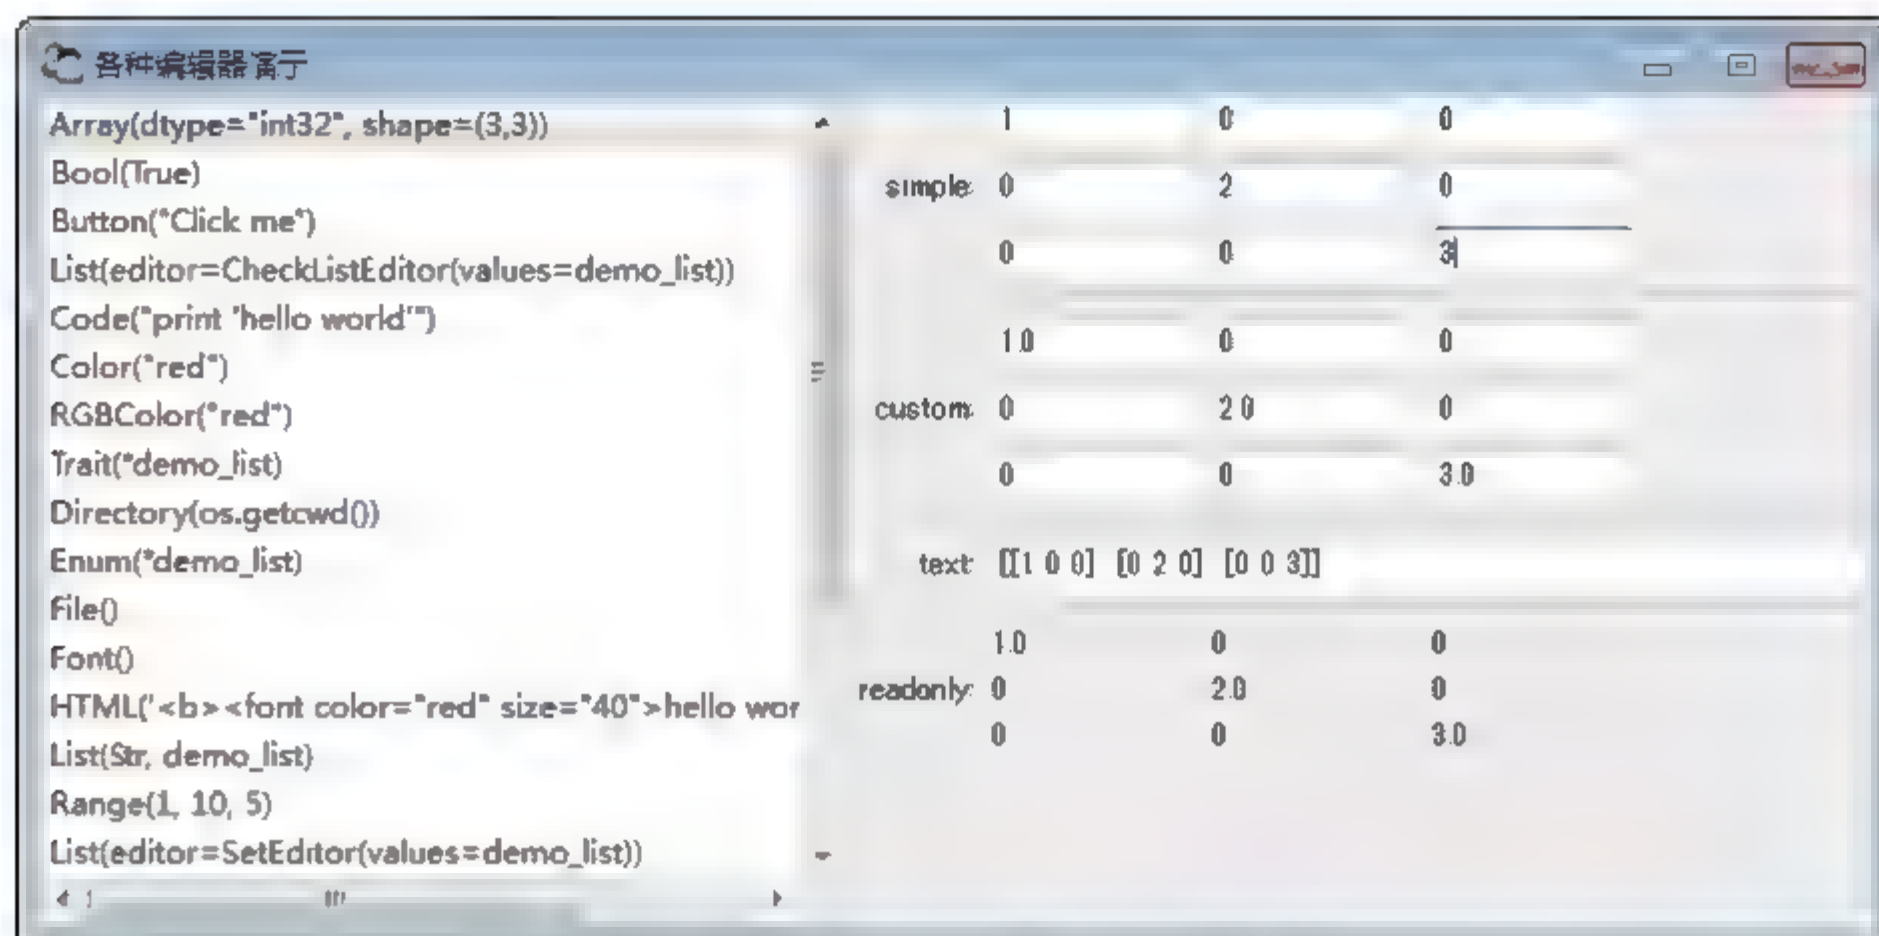 各种编辑器演示
Array(dtype="int32", shape=(3,3))
Bool(True)
Button("Click me")
List(editor=CheckListEditor(values=demo_list))
Code("print 'hello world'")
Color("red")
RGBColor("red")
Trait(*demo_list)
Directory(os.getcwd())
Enum(*demo_list)
File()
Font()
HTML('<b><font color="red" size="40">hello wor
List(Str, demo_list)
Range(1, 10, 5)
List(editor=SetEditor(values=demo_list))
1 0 0
simple: 0 2 0
0 0 3
1.0 0 0
custom: 0 2.0 0
0 0 3.0
text: [[1 0 0] [0 2 0] [0 0 3]]
1.0 0 0
readonly: 0 2.0 0
0 0 3.0